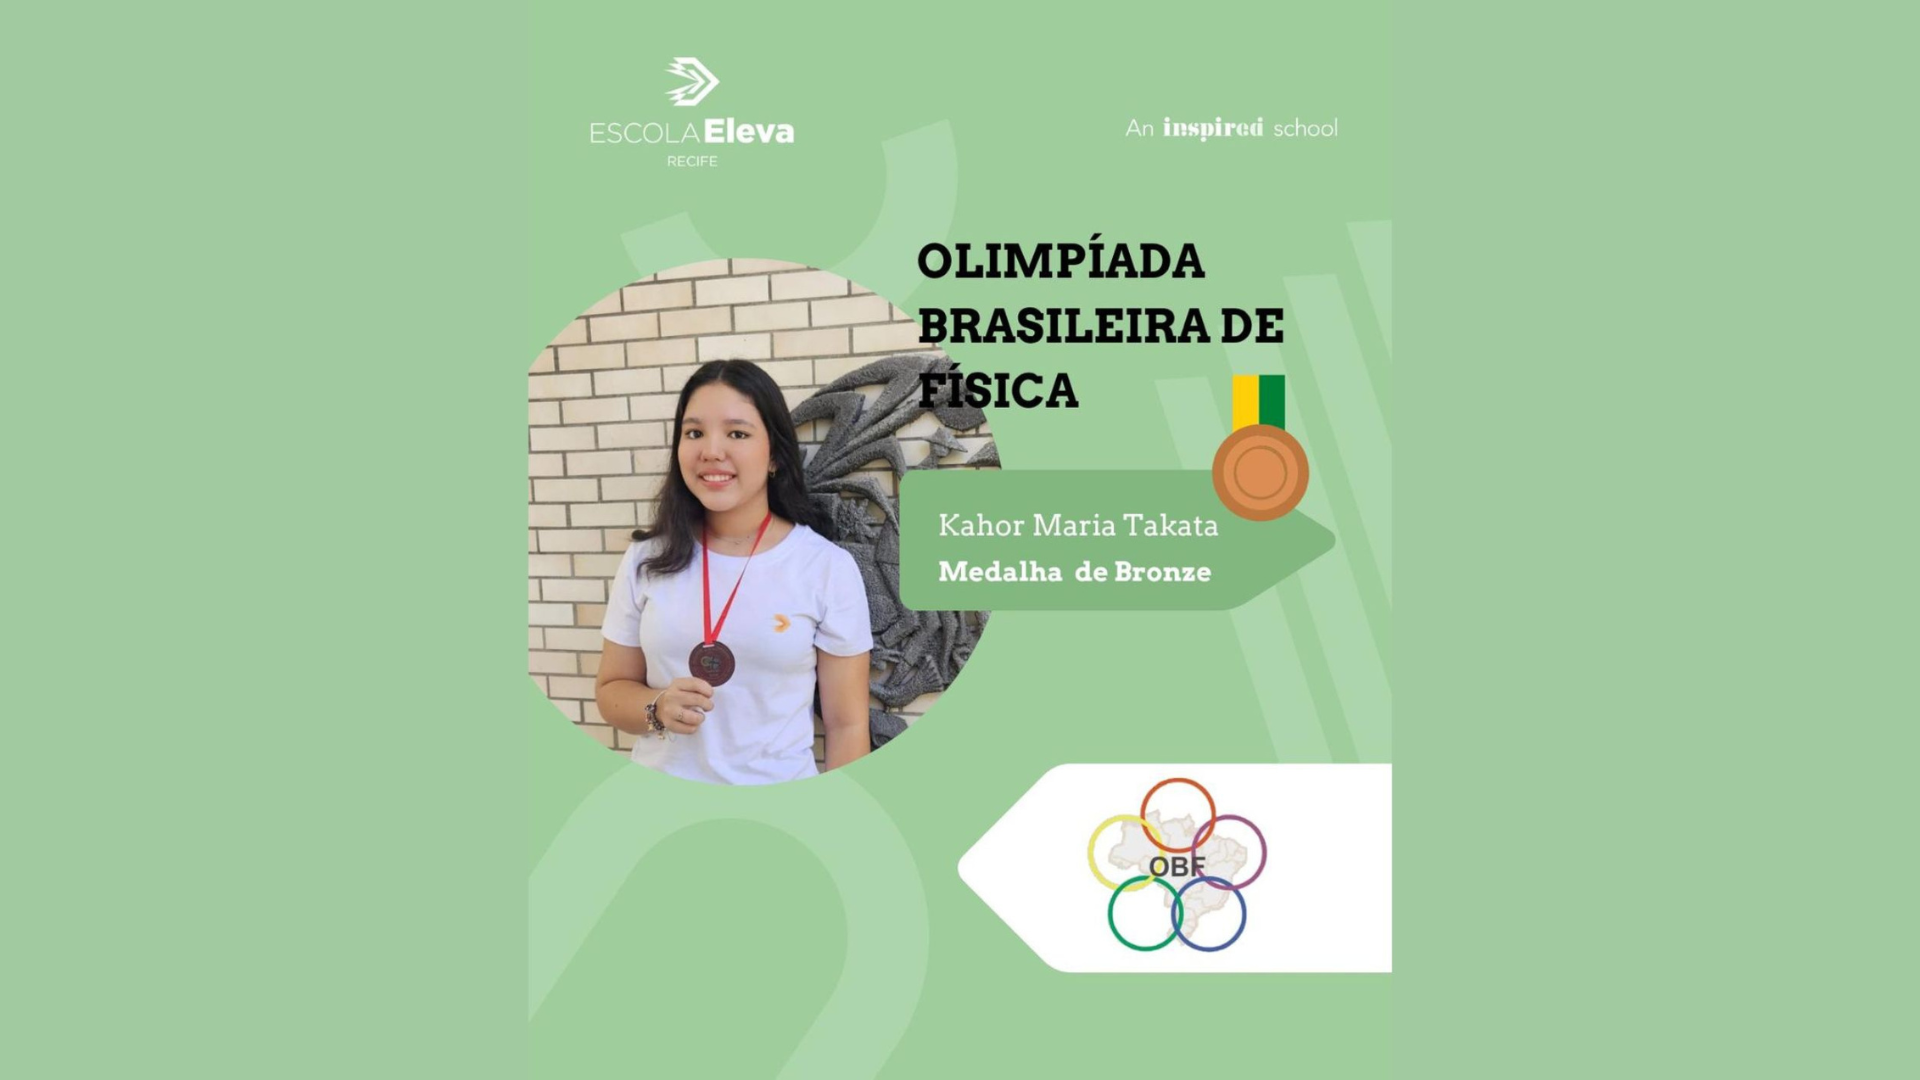 ESCOLA Eleva
RECIFE
An inspired school
OLIMPÍADA
BRASILEIRA DE
FÍSICA
Kahor Maria Takata
Medalha de Bronze
OBF